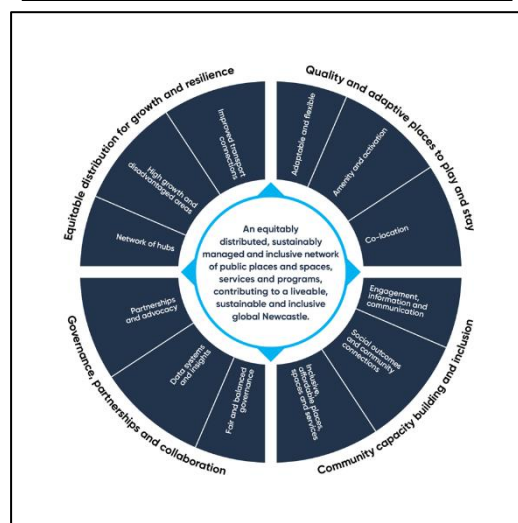 Equitable distribution for growth and resilience
Network of hubs
High growth and
disadvantaged areas
Improved transport
connections
Quality and adaptive places to play and stay
Adaptable and flexible
Amenity and activation
Co-location
An equitably
distributed, sustainably
managed and inclusive network
of public places and spaces,
services and programs,
contributing to a liveable,
sustainable and inclusive
global Newcastle.
Community capacity building and inclusion
Engagement,
information and
communication
Social outcomes
and community
connections
Inclusive,
affordable places,
spaces and services
Governance, partnerships and collaboration
Partnerships
and advocacy
Data systems
and insights
Fair and balanced
governance